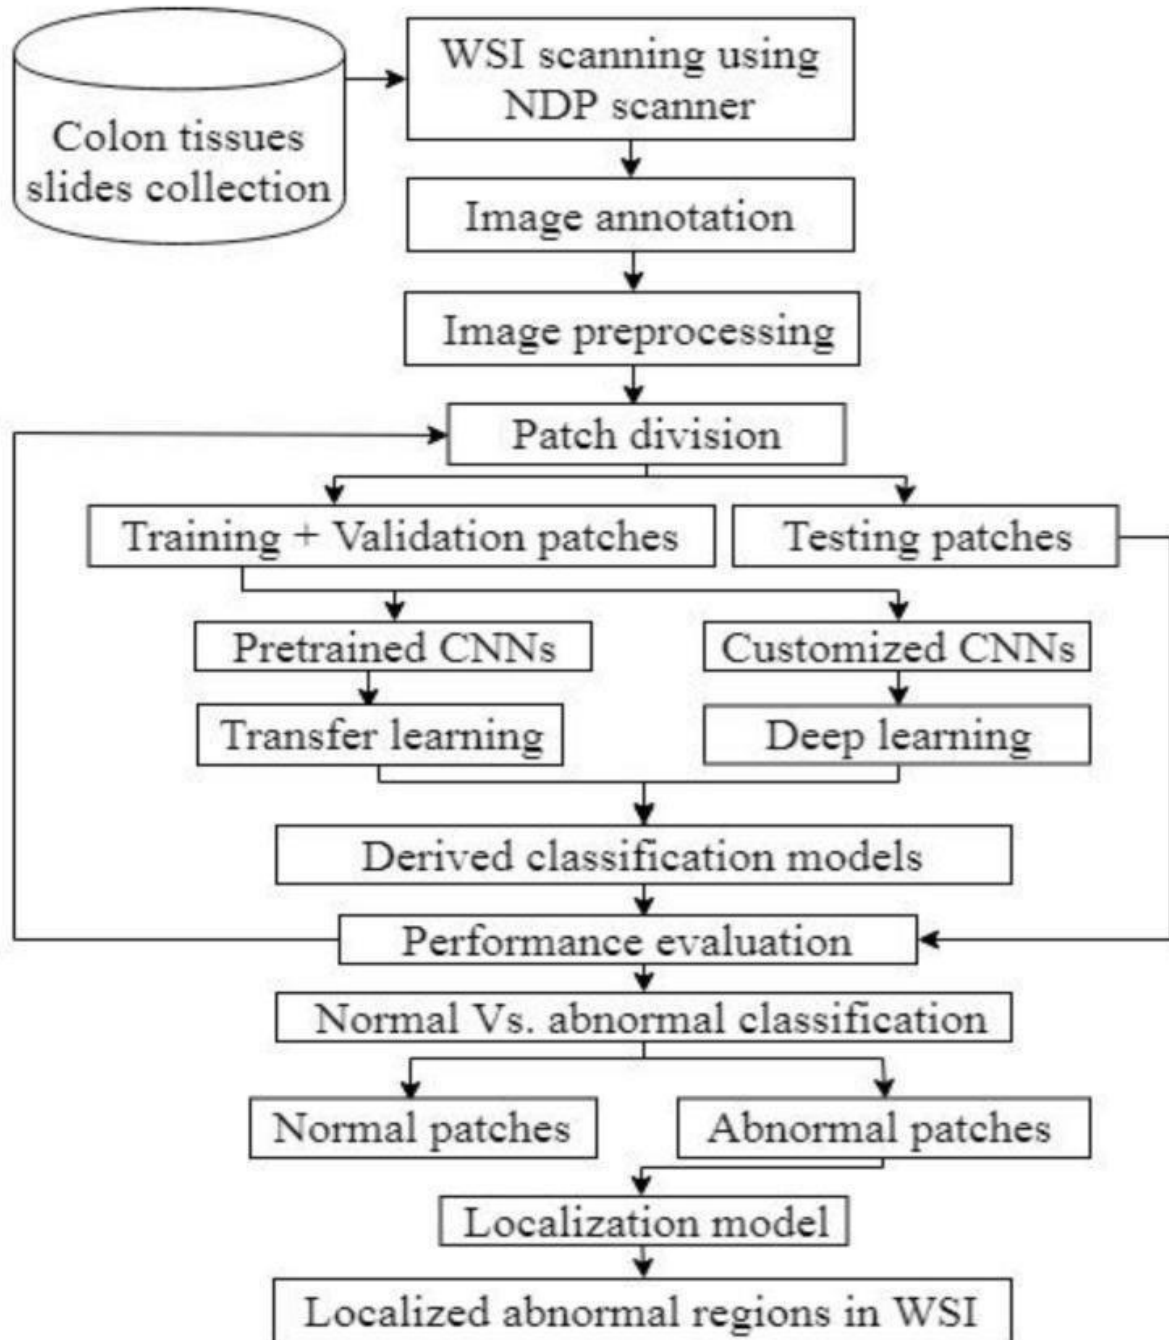 WSI scanning using
NDP scanner
Colon tissues
slides collection
Image annotation
Image preprocessing
Patch division
Training + Validation patches
Testing patches
Pretrained CNNs
Customized CNNs
Transfer learning
Deep learning
Derived classification models
Performance evaluation
Normal Vs. abnormal classification
Normal patches
Abnormal patches
Localization model
Localized abnormal regions in WSI